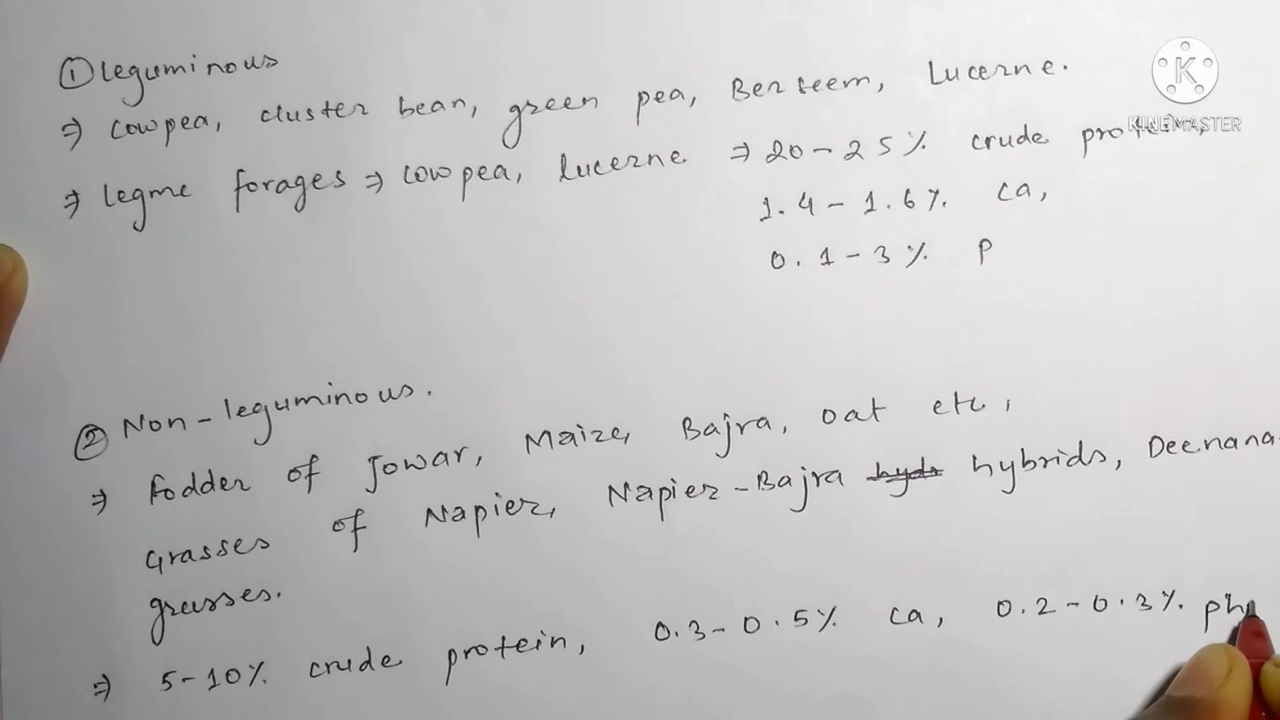 ① leguminous
⇒ Cowpea, cluster bean, green pea, Berseem, Lucerne.
⇒ legme forages ⇒ Cowpea, lucerne ⇒ 20-25% crude protein,
1.4-1.6% ca,
0.1-3% P
② Non-leguminous.
⇒ Fodder of Jowar, Maize, Bajra, oat etc,
Grasses of Napier, Napier-Bajra hybrids, Deenana
grasses.
⇒ 5-10% crude protein, 0.3-0.5% ca, 0.2-0.3% ph
K
KINEMASTER